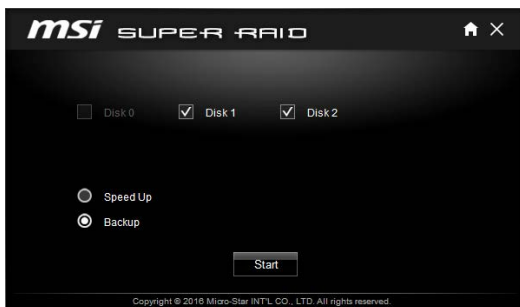 msi SUPER RAID
Disk 0 Disk 1 Disk 2
Speed Up
Backup
Start
Copyright © 2016 Micro-Star INT'L CO., LTD. All rights reserved.